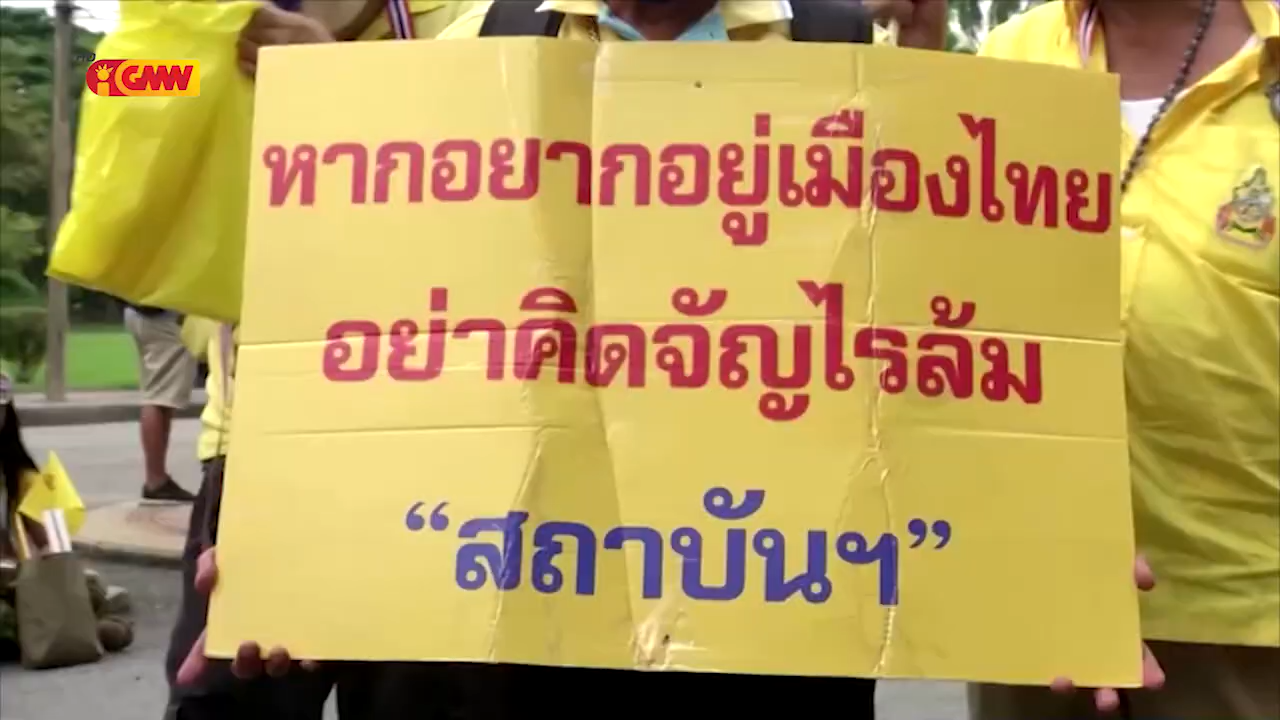 GMM
หากอยากอยู่เมืองไทย
อย่าคิดจัญไรล้ม
“สถาบันฯ”